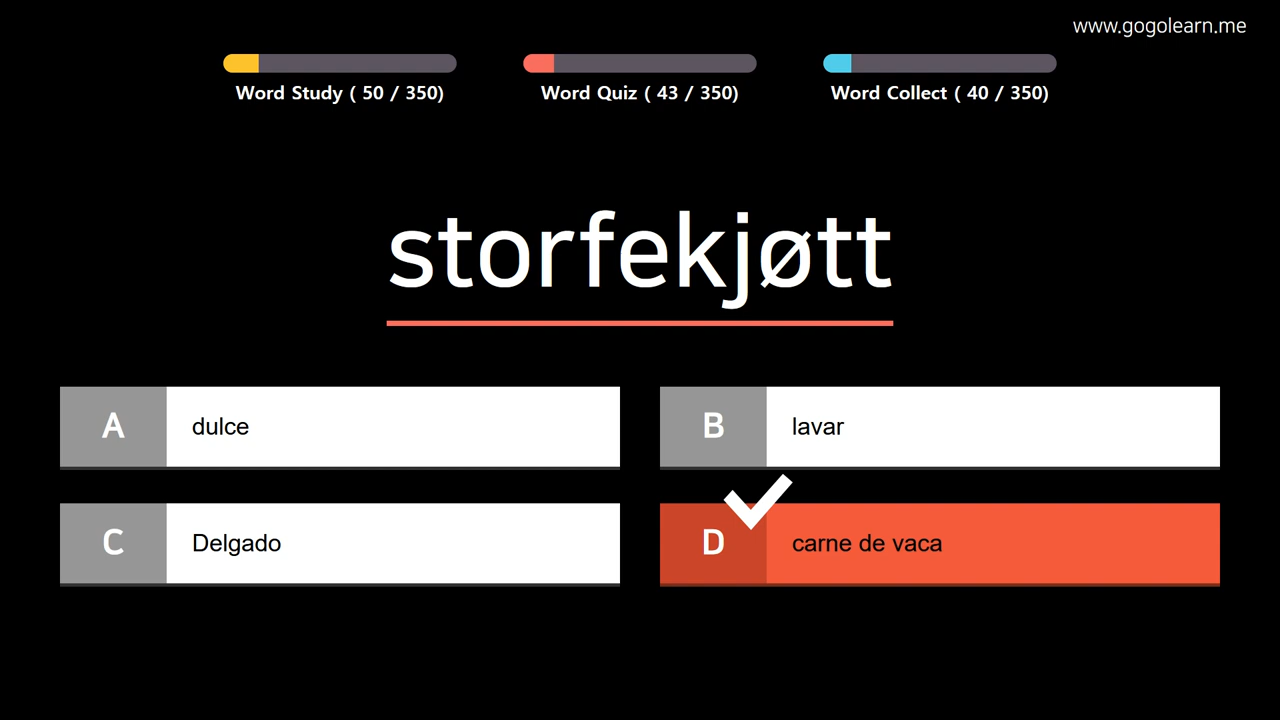 www.gogolearn.me
Word Study ( 50 / 350)
Word Quiz ( 43 / 350)
Word Collect ( 40 / 350)
storfekjøtt
A dulce
B lavar
C Delgado
D carne de vaca